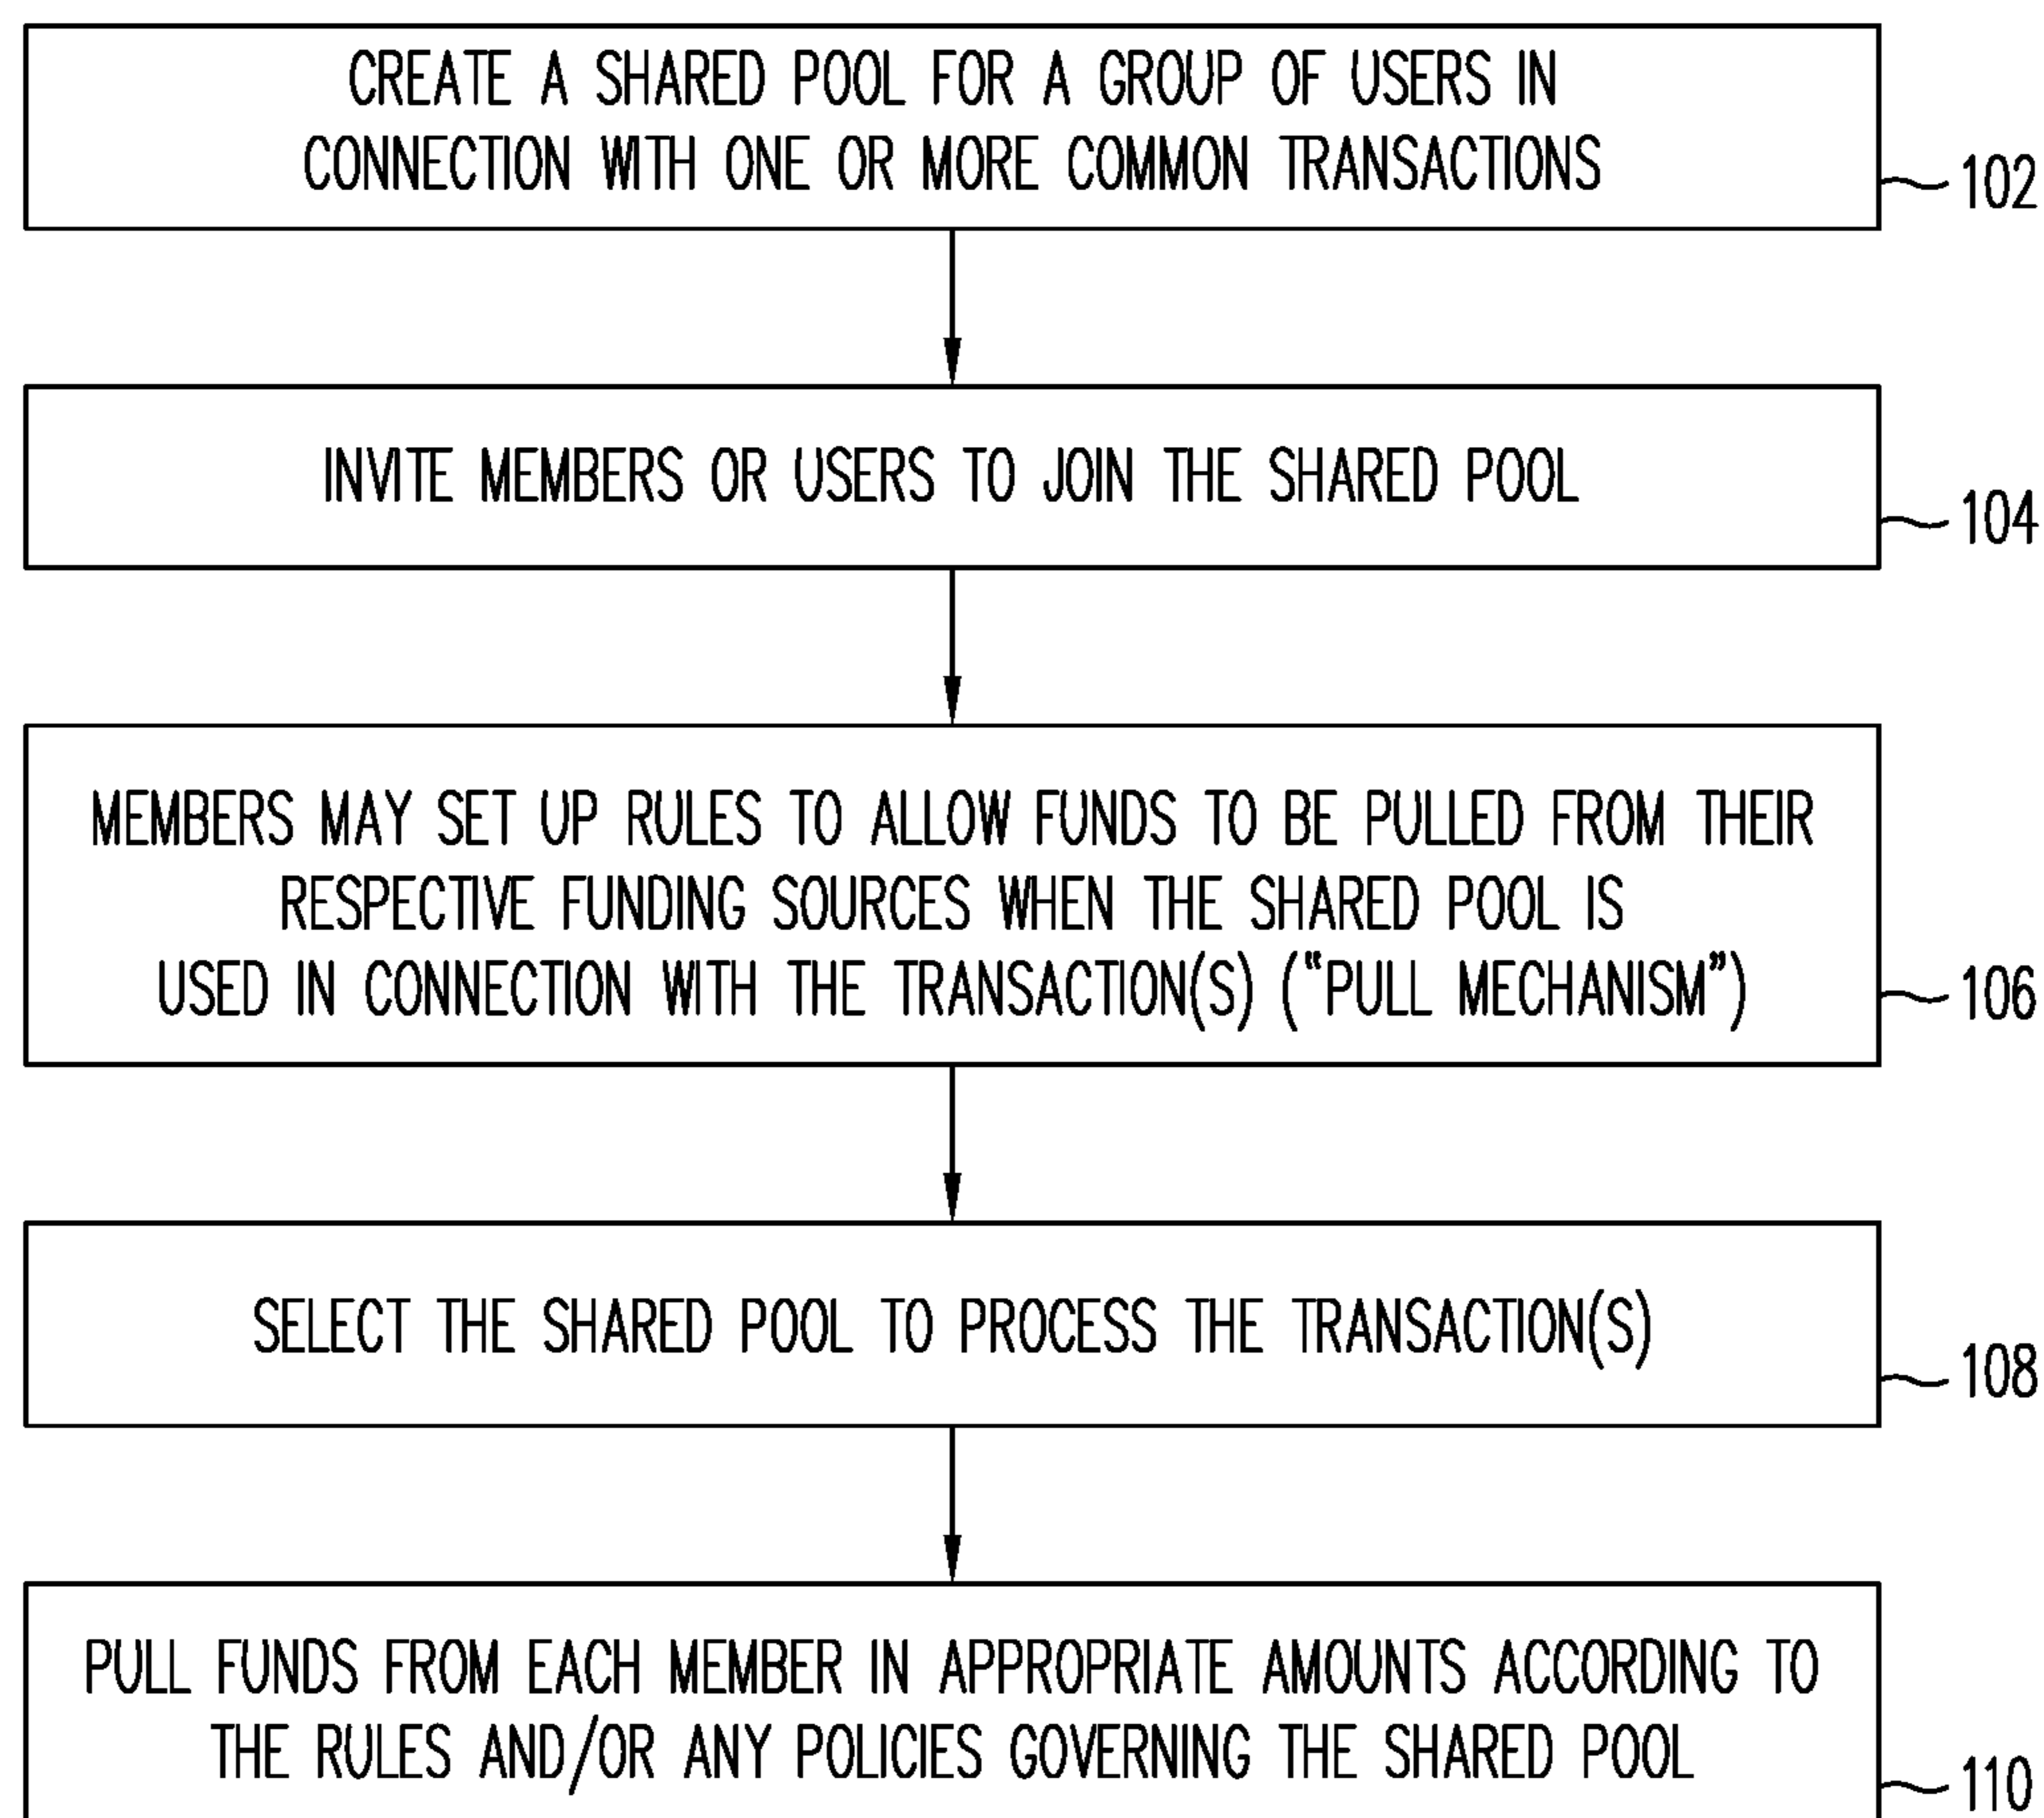 CREATE A SHARED POOL FOR A GROUP OF USERS IN
CONNECTION WITH ONE OR MORE COMMON TRANSACTIONS
102
INVITE MEMBERS OR USERS TO JOIN THE SHARED POOL
104
MEMBERS MAY SET UP RULES TO ALLOW FUNDS TO BE PULLED FROM THEIR
RESPECTIVE FUNDING SOURCES WHEN THE SHARED POOL IS
USED IN CONNECTION WITH THE TRANSACTION(S) (“PULL MECHANISM”)
106
SELECT THE SHARED POOL TO PROCESS THE TRANSACTION(S)
108
PULL FUNDS FROM EACH MEMBER IN APPROPRIATE AMOUNTS ACCORDING TO
THE RULES AND/OR ANY POLICIES GOVERNING THE SHARED POOL
110